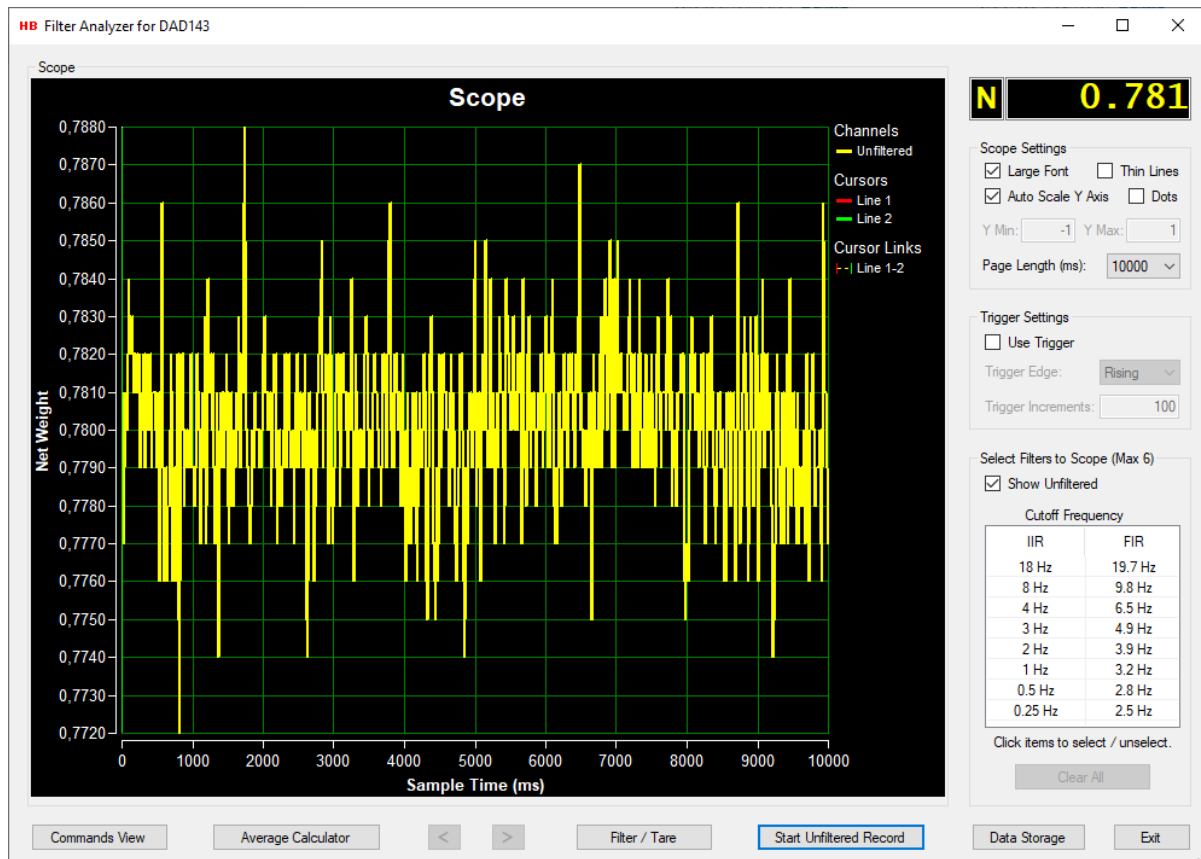 HB Filter Analyzer for DAD143
Scope
Scope
0,7880
0,7870
0,7860
0,7850
0,7840
0,7830
0,7820
0,7810
0,7800
0,7790
0,7780
0,7770
0,7760
0,7750
0,7740
0,7730
0,7720
Net Weight
0 1000 2000 3000 4000 5000 6000 7000 8000 9000 10000
Sample Time (ms)
Channels
Unfiltered
Cursors
Line 1
Line 2
Cursor Links
Line 1-2
N 0.781
Scope Settings
Large Font Thin Lines
Auto Scale Y Axis Dots
Y Min: -1 Y Max: 1
Page Length (ms): 10000
Trigger Settings
Use Trigger
Trigger Edge: Rising
Trigger Increments: 100
Select Filters to Scope (Max 6)
Show Unfiltered
Cutoff Frequency
IIR FIR
18 Hz 19.7 Hz
8 Hz 9.8 Hz
4 Hz 6.5 Hz
3 Hz 4.9 Hz
2 Hz 3.9 Hz
1 Hz 3.2 Hz
0.5 Hz 2.8 Hz
0.25 Hz 2.5 Hz
Click items to select / unselect.
Clear All
Commands View Average Calculator < > Filter / Tare Start Unfiltered Record Data Storage Exit